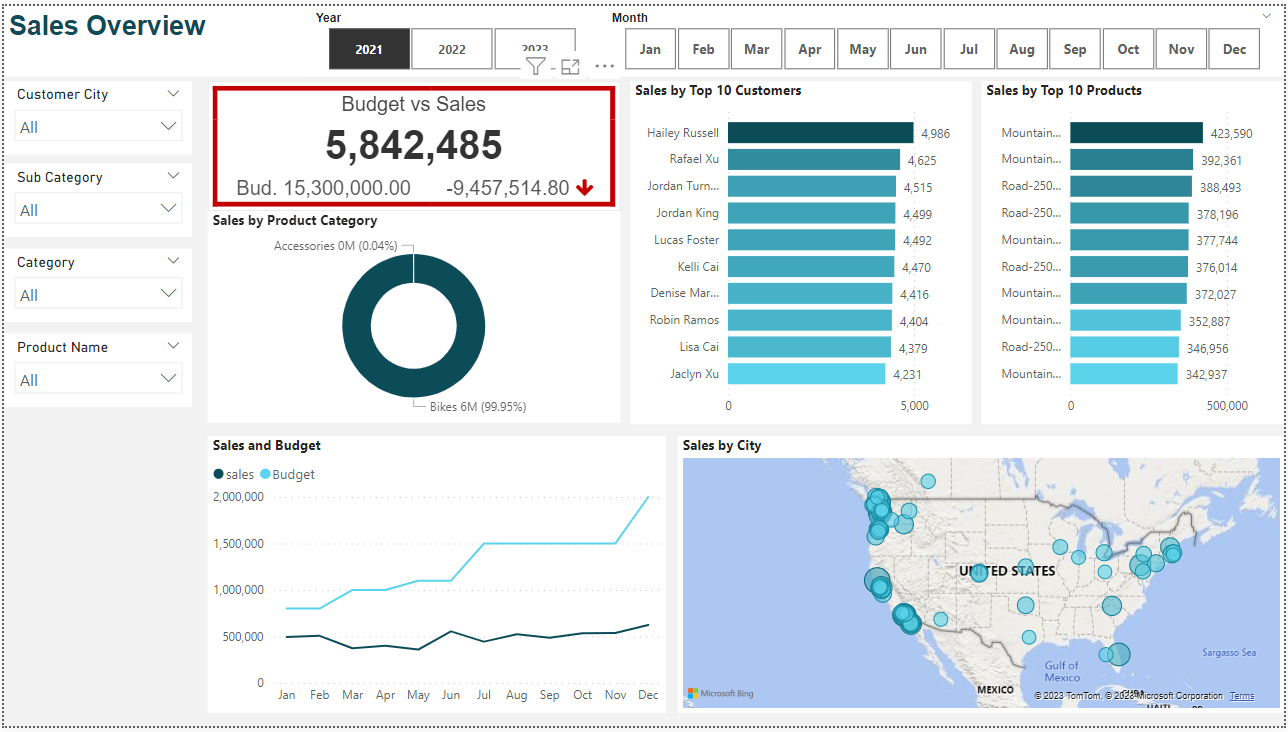 Sales Overview
Year
2021
2022
2023
Month
Jan
Feb
Mar
Apr
May
Jun
Jul
Aug
Sep
Oct
Nov
Dec
Customer City
All
Sub Category
All
Category
All
Product Name
All
Budget vs Sales
5,842,485
Bud. 15,300,000.00 -9,457,514.80
Sales by Product Category
Accessories 0M (0.04%)
Bikes 6M (99.95%)
Sales by Top 10 Customers
Hailey Russell 4,986
Rafael Xu 4,625
Jordan Turn... 4,515
Jordan King 4,499
Lucas Foster 4,492
Kelli Cai 4,470
Denise Mar... 4,416
Robin Ramos 4,404
Lisa Cai 4,379
Jaclyn Xu 4,231
0 5,000
Sales by Top 10 Products
Mountain... 423,590
Mountain... 392,361
Road-250... 388,493
Road-250... 378,196
Mountain... 377,744
Road-250... 376,014
Mountain... 372,027
Mountain... 352,887
Road-250... 346,956
Mountain... 342,937
0 500,000
Sales and Budget
sales Budget
2,000,000
1,500,000
1,000,000
500,000
0
Jan Feb Mar Apr May Jun Jul Aug Sep Oct Nov Dec
Sales by City
UNITED STATES
Sargasso Sea
Gulf of
Mexico
MEXICO
Microsoft Bing
© 2023 TomTom, © 2023 Microsoft Corporation Terms